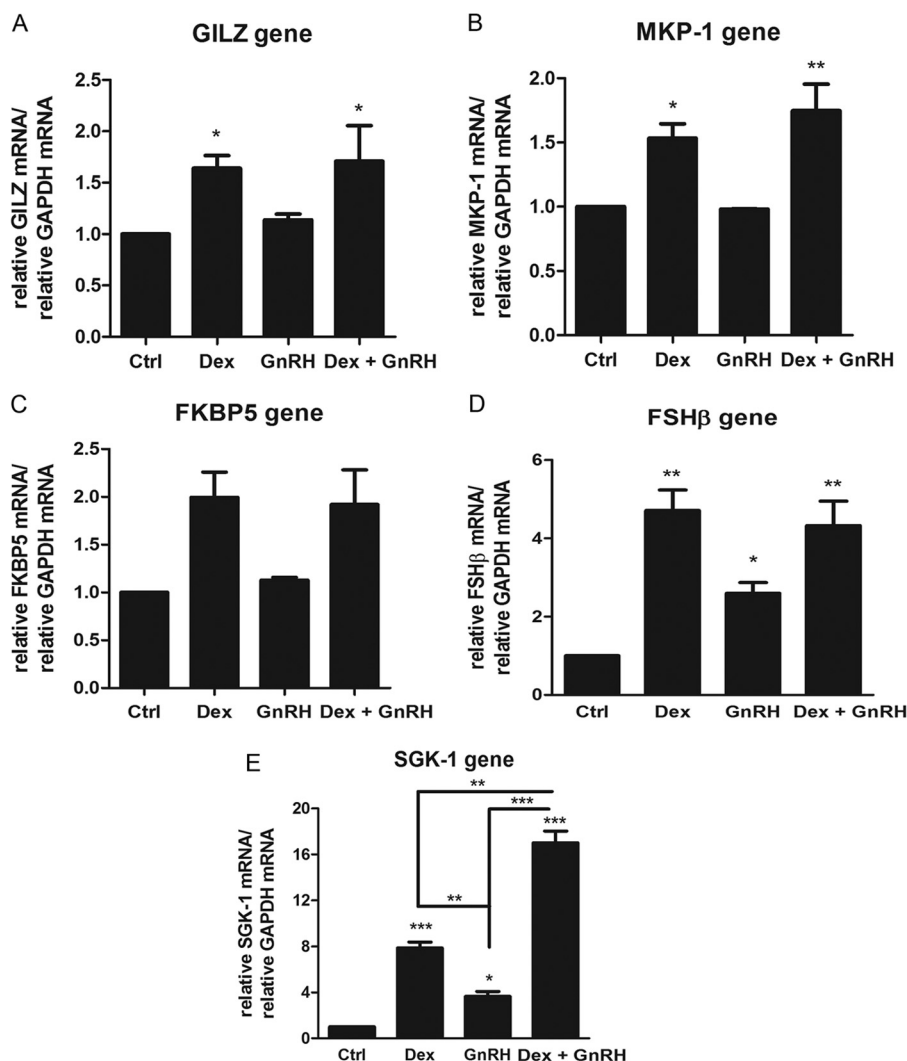 A
GILZ gene
relative GILZ mRNA/
relative GAPDH mRNA
2.5
2.0
1.5
1.0
0.5
0.0
*
*
Ctrl Dex GnRH Dex + GnRH
B
MKP-1 gene
relative MKP-1 mRNA/
relative GAPDH mRNA
2.0
1.5
1.0
0.5
0.0
*
**
Ctrl Dex GnRH Dex + GnRH
C
FKBP5 gene
relative FKBP5 mRNA/
relative GAPDH mRNA
2.5
2.0
1.5
1.0
0.5
0.0
Ctrl Dex GnRH Dex + GnRH
D
FSHβ gene
relative FSHβ mRNA/
relative GAPDH mRNA
6
4
2
0
**
*
**
Ctrl Dex GnRH Dex + GnRH
E
SGK-1 gene
relative SGK-1 mRNA/
relative GAPDH mRNA
20
16
12
8
4
0
**
***
***
**
***
*
Ctrl Dex GnRH Dex + GnRH